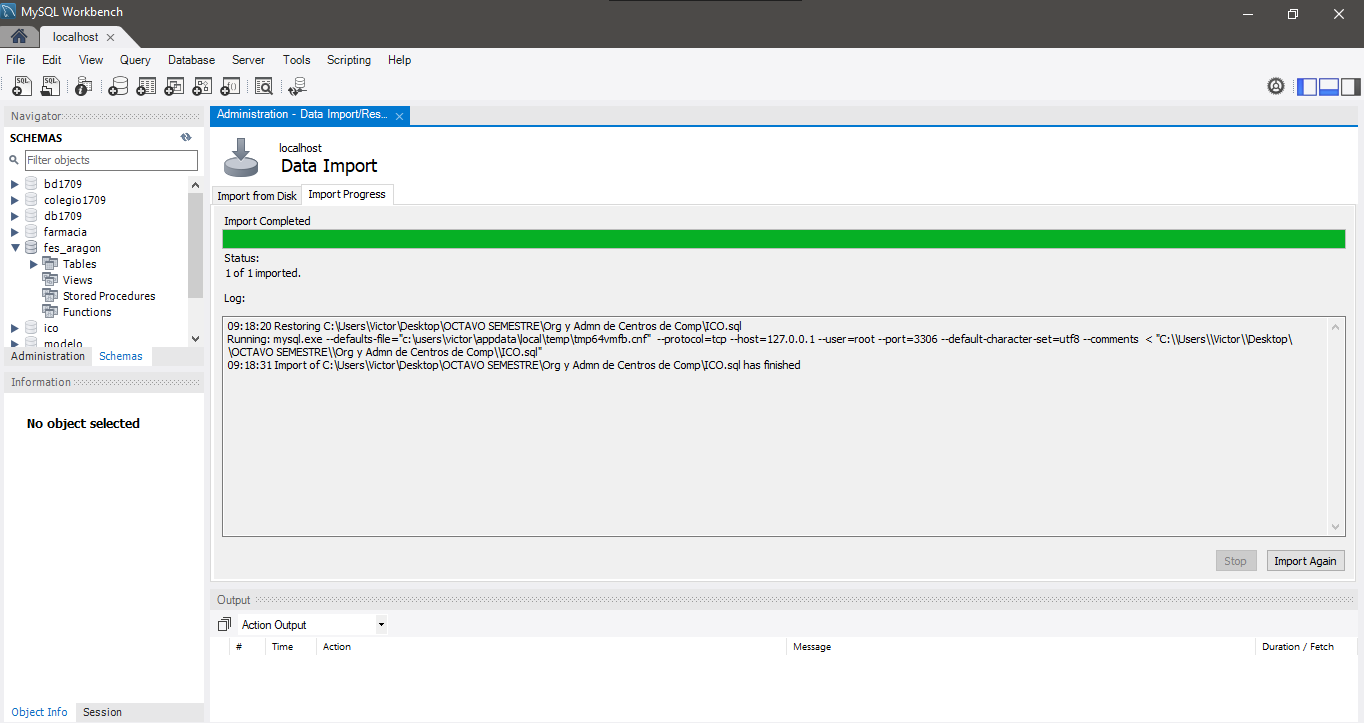 MySQL Workbench
localhost
File Edit View Query Database Server Tools Scripting Help
Navigator
SCHEMAS
Filter objects
bd1709
colegio1709
db1709
farmacia
fes_aragon
Tables
Views
Stored Procedures
Functions
ico
modelo
Administration Schemas
Information
No object selected
Object Info Session
Administration - Data Import/Res...
localhost
Data Import
Import from Disk Import Progress
Import Completed
Status:
1 of 1 imported.
Log:
09:18:20 Restoring C:\Users\Victor\Desktop\OCTAVO SEMESTRE\Org y Admn de Centros de Comp\ICO.sql
Running: mysql.exe --defaults-file="c:\users\victor\appdata\local\temp\tmp64vmfb.cnf"  --protocol=tcp --host=127.0.0.1 --user=root --port=3306 --default-character-set=utf8 --comments  < "C:\\Users\\Victor\\Desktop\
\OCTAVO SEMESTRE\\Org y Admn de Centros de Comp\\ICO.sql"
09:18:31 Import of C:\Users\Victor\Desktop\OCTAVO SEMESTRE\Org y Admn de Centros de Comp\ICO.sql has finished
Stop Import Again
Output
Action Output
# Time Action Message Duration / Fetch